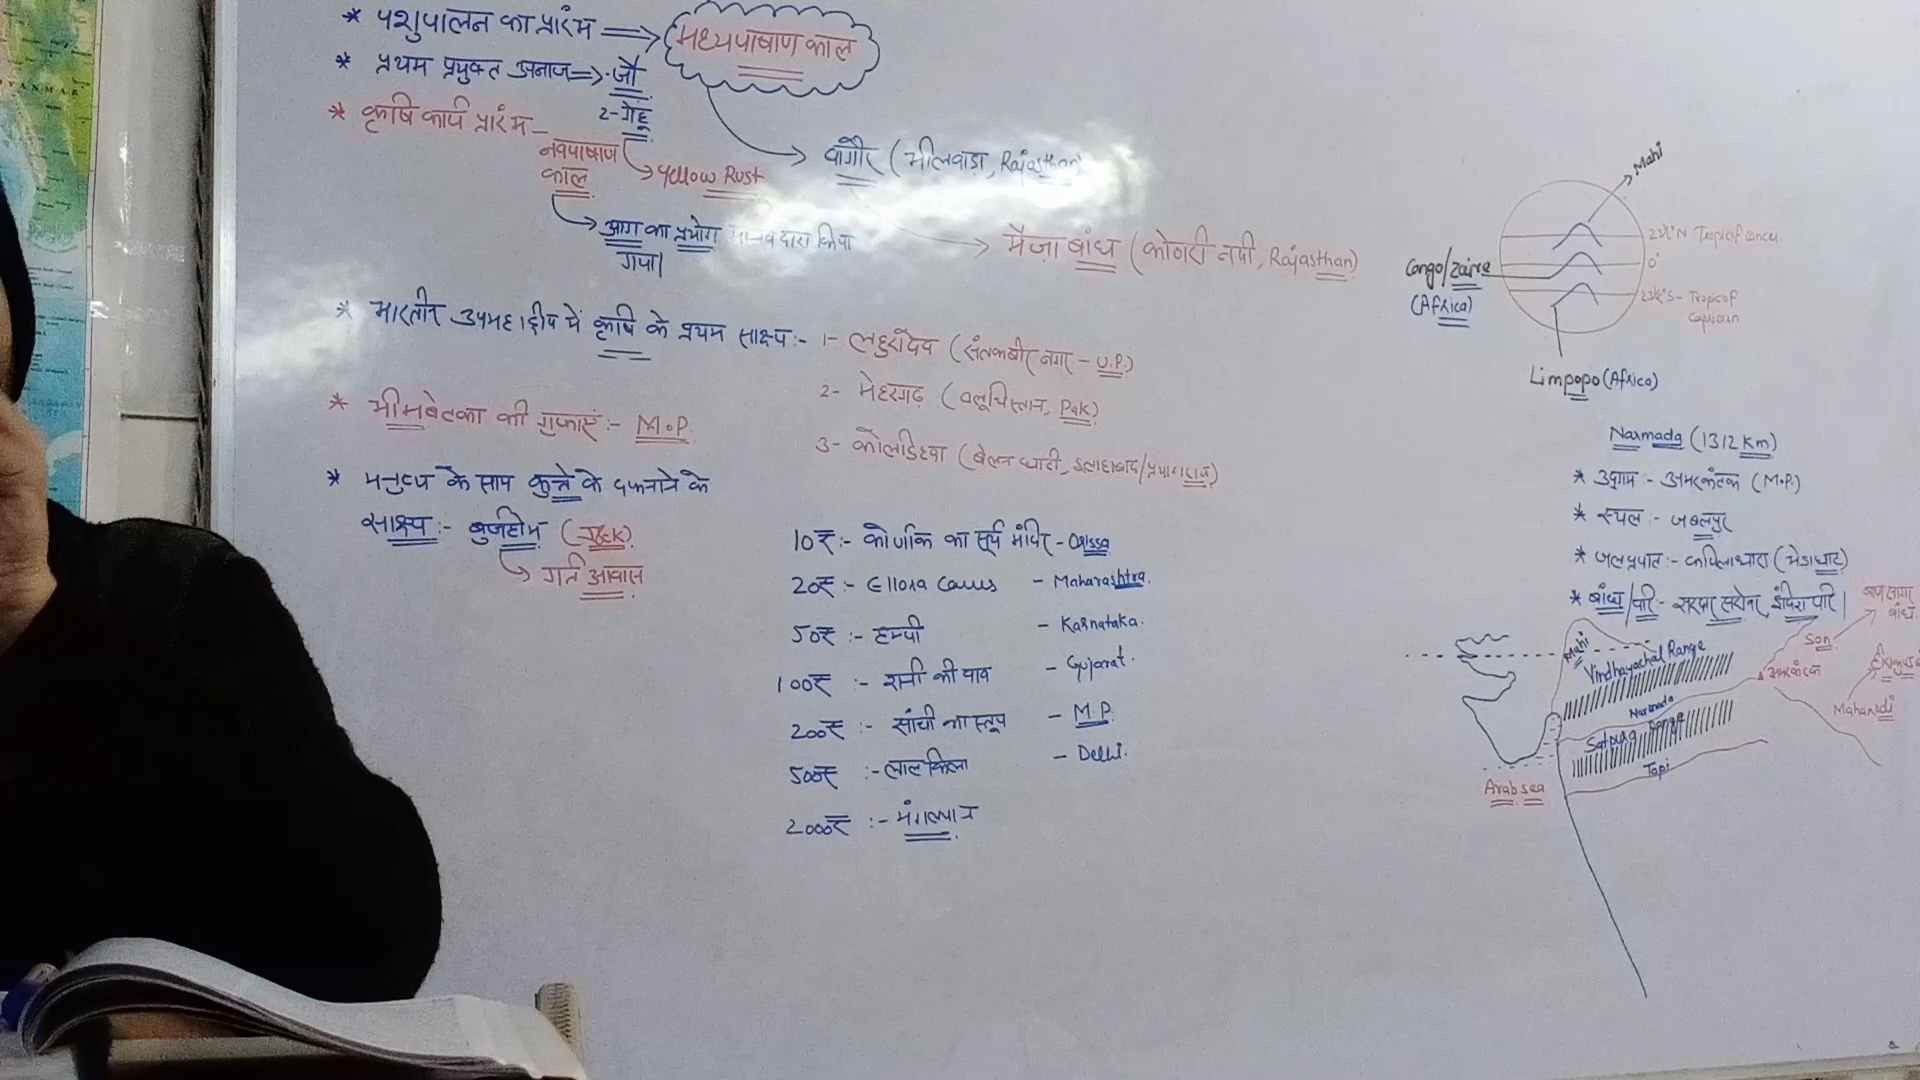 YANMAR
* पशुपालन का प्रारंभ ⇒ मध्यपाषाण काल
* प्रथम प्रयुक्त अनाज ⇒ 1-जौ
2-गेहू
* कृषि कार्य प्रारंभ -
नवपाषाण
काल
Yellow Rust
बागौर (भीलवाड़ा, Rajasthan)
आग का प्रयोग मानव द्वारा किया
गया।
मैजा बांध (कोठारी नदी, Rajasthan)
* भारतीय उपमहाद्वीप में कृषि के प्रथम साक्ष्य :- 1- लहुरादेव (संतकबीर नगर - U.P.)
2- मेहरगढ़ (बलूचिस्तान, Pak)
3- कोलडिहवा (बेलन घाटी, इलाहाबाद/प्रयागराज)
* भीमबेटका की गुफाएं :- M.P.
* मनुष्य के साथ कुत्ते के दफनाने के
साक्ष्य :- बुर्जहोम (J&K)
गर्त आवास
10₹ :- कोणार्क का सूर्य मंदिर - Orissa
20₹ :- Ellora Caves - Maharashtra.
50₹ :- हम्पी - Karnataka.
100₹ :- रानी की वाव - Gujarat.
200₹ :- सांची का स्तूप - M.P.
500₹ :- लाल किला - Delhi.
2000₹ :- मंगलयान
Mahi
23½°N Tropic of cancer
0°
23½°S - Tropic of
Capricorn
Congo/Zaire
(Africa)
Limpopo (Africa)
Narmada (1312 Km)
* उद्गम :- अमरकंटक (M.P.)
* स्थल :- जबलपुर
* जलप्रपात :- कपिलाधारा (भेडाघाट)
* बांध/परि - सरदार सरोवर, इंदिरा परि।
बाण सागर
बांध
Son
Mahi
Vindhayachal Range
अमरकंटक
Mahanadi
Narmada
Satpura Range
Tapi
Arab sea